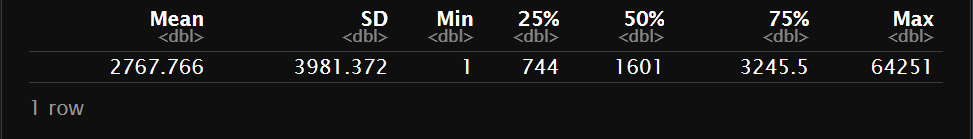 Mean SD Min 25% 50% 75% Max
<dbl> <dbl> <dbl> <dbl> <dbl> <dbl> <dbl>
2767.766 3981.372 1 744 1601 3245.5 64251
1 row